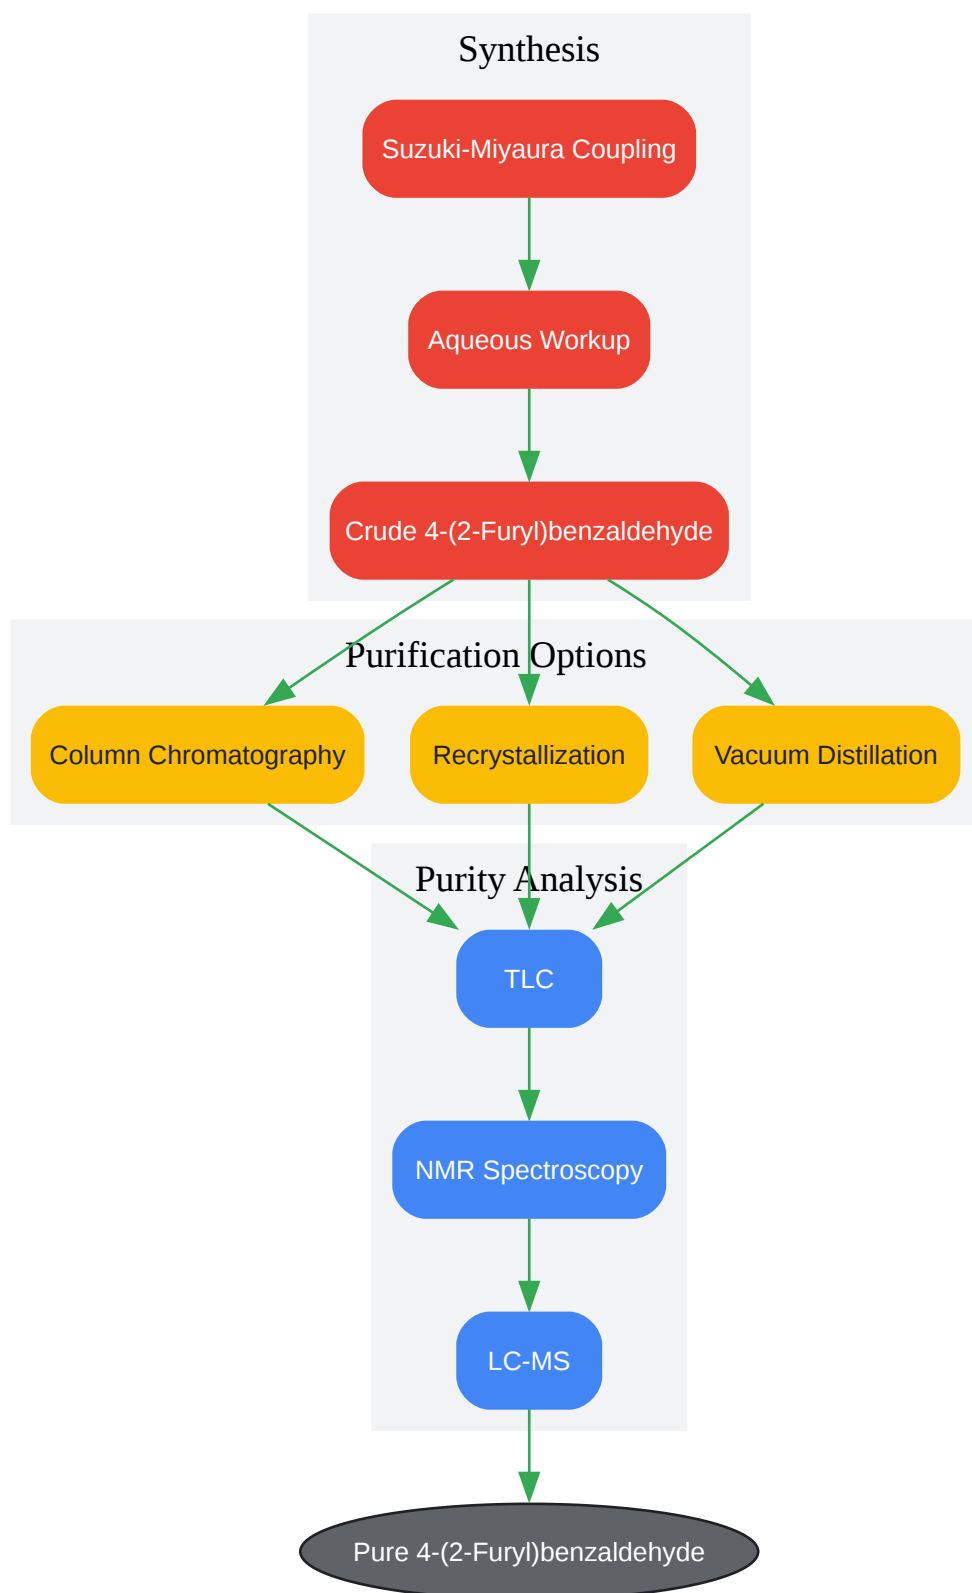 Synthesis
Suzuki-Miyaura Coupling
Aqueous Workup
Crude 4-(2-Furyl)benzaldehyde
Purification Options
Column Chromatography
Recrystallization
Vacuum Distillation
Purity Analysis
TLC
NMR Spectroscopy
LC-MS
Pure 4-(2-Furyl)benzaldehyde